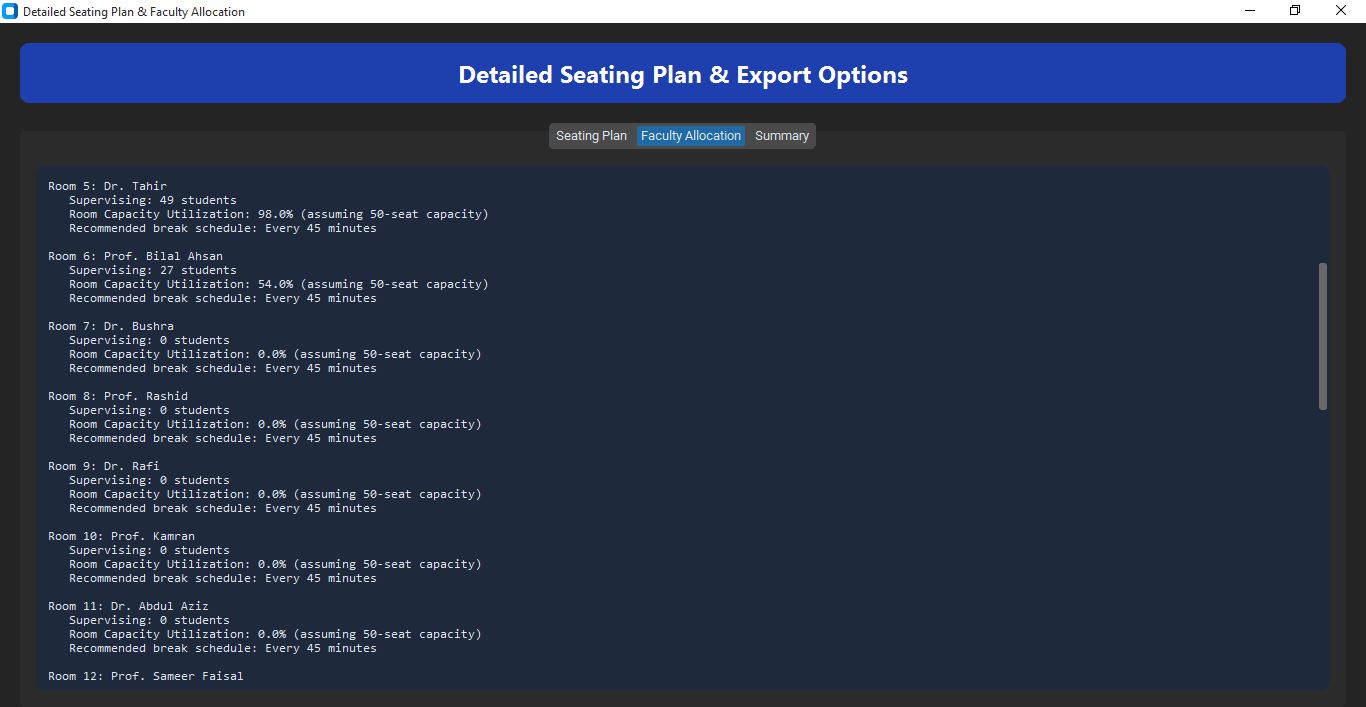 Detailed Seating Plan & Faculty Allocation
Detailed Seating Plan & Export Options
Seating Plan Faculty Allocation Summary
Room 5: Dr. Tahir
Supervising: 49 students
Room Capacity Utilization: 98.0% (assuming 50-seat capacity)
Recommended break schedule: Every 45 minutes
Room 6: Prof. Bilal Ahsan
Supervising: 27 students
Room Capacity Utilization: 54.0% (assuming 50-seat capacity)
Recommended break schedule: Every 45 minutes
Room 7: Dr. Bushra
Supervising: 0 students
Room Capacity Utilization: 0.0% (assuming 50-seat capacity)
Recommended break schedule: Every 45 minutes
Room 8: Prof. Rashid
Supervising: 0 students
Room Capacity Utilization: 0.0% (assuming 50-seat capacity)
Recommended break schedule: Every 45 minutes
Room 9: Dr. Rafi
Supervising: 0 students
Room Capacity Utilization: 0.0% (assuming 50-seat capacity)
Recommended break schedule: Every 45 minutes
Room 10: Prof. Kamran
Supervising: 0 students
Room Capacity Utilization: 0.0% (assuming 50-seat capacity)
Recommended break schedule: Every 45 minutes
Room 11: Dr. Abdul Aziz
Supervising: 0 students
Room Capacity Utilization: 0.0% (assuming 50-seat capacity)
Recommended break schedule: Every 45 minutes
Room 12: Prof. Sameer Faisal